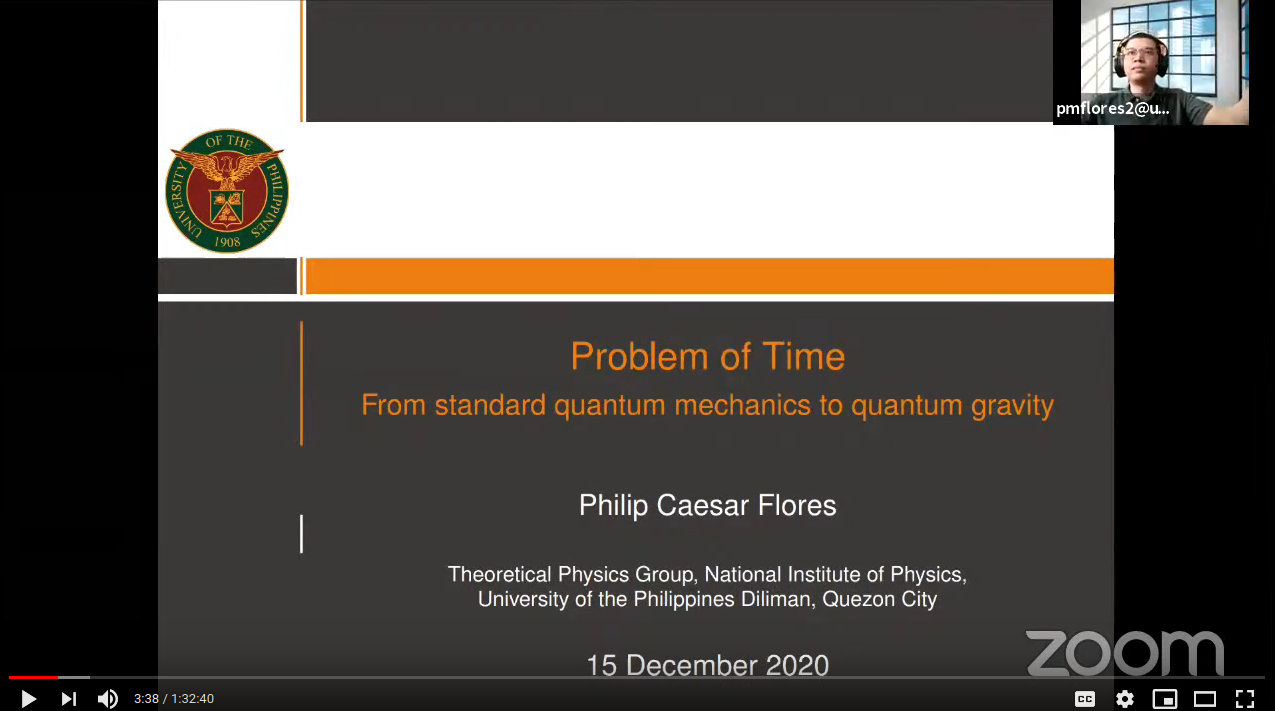 pmflores2@u...
UNIVERSITY OF THE PHILIPPINES
1908
Problem of Time
From standard quantum mechanics to quantum gravity
Philip Caesar Flores
Theoretical Physics Group, National Institute of Physics,
University of the Philippines Diliman, Quezon City
15 December 2020
zoom
3:38 / 1:32:40
CC